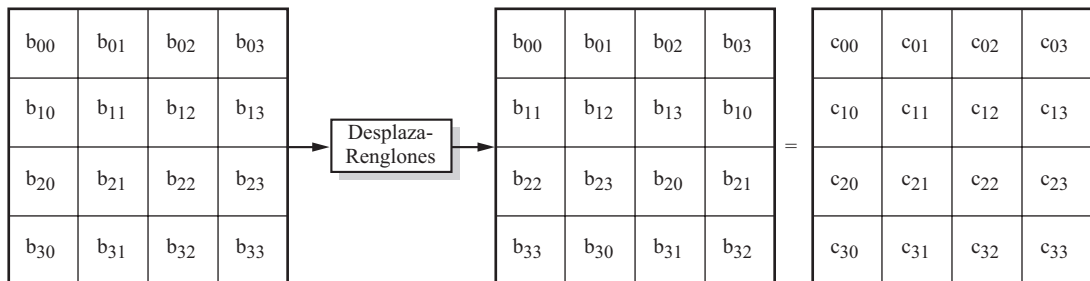 b00 b01 b02 b03
b10 b11 b12 b13
b20 b21 b22 b23
b30 b31 b32 b33
Desplaza-
Renglones
b00 b01 b02 b03
b11 b12 b13 b10
b22 b23 b20 b21
b33 b30 b31 b32
=
c00 c01 c02 c03
c10 c11 c12 c13
c20 c21 c22 c23
c30 c31 c32 c33